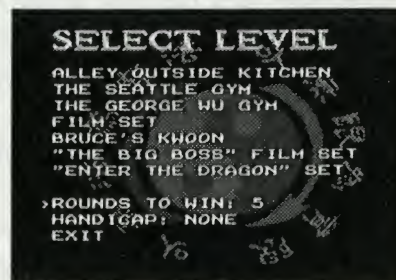 SELECT LEVEL
ALLEY OUTSIDE KITCHEN
THE SEATTLE GYM
THE GEORGE WU GYM
FILM SET
BRUCE'S KWOON
"THE BIG BOSS" FILM SET
"ENTER THE DRAGON" SET
>ROUNDS TO WIN: 5
HANDICAP: NONE
EXIT